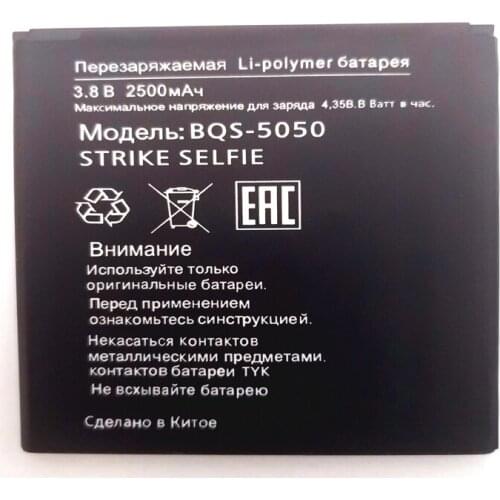 Перезаряжаемая Li-polymer батарея
3.8 В 2500мАч
Максимальное напряжение для заряда 4,35В.В Ватт в час.
Модель: BQS-5050
STRIKE SELFIE
EAC
Внимание
Используйте только
оригинальные батареи.
Перед применением
ознакомьтесь синструкцией.
Некасаться контактов
металлическими предметами.
контактов батареи TYK
Не всхывайте батарею
Сделано в Китое